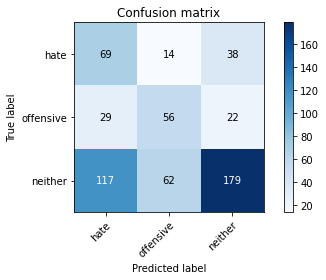 Confusion matrix
hate 69 14 38
offensive 29 56 22
neither 117 62 179
hate offensive neither
True label
Predicted label
160
140
120
100
80
60
40
20